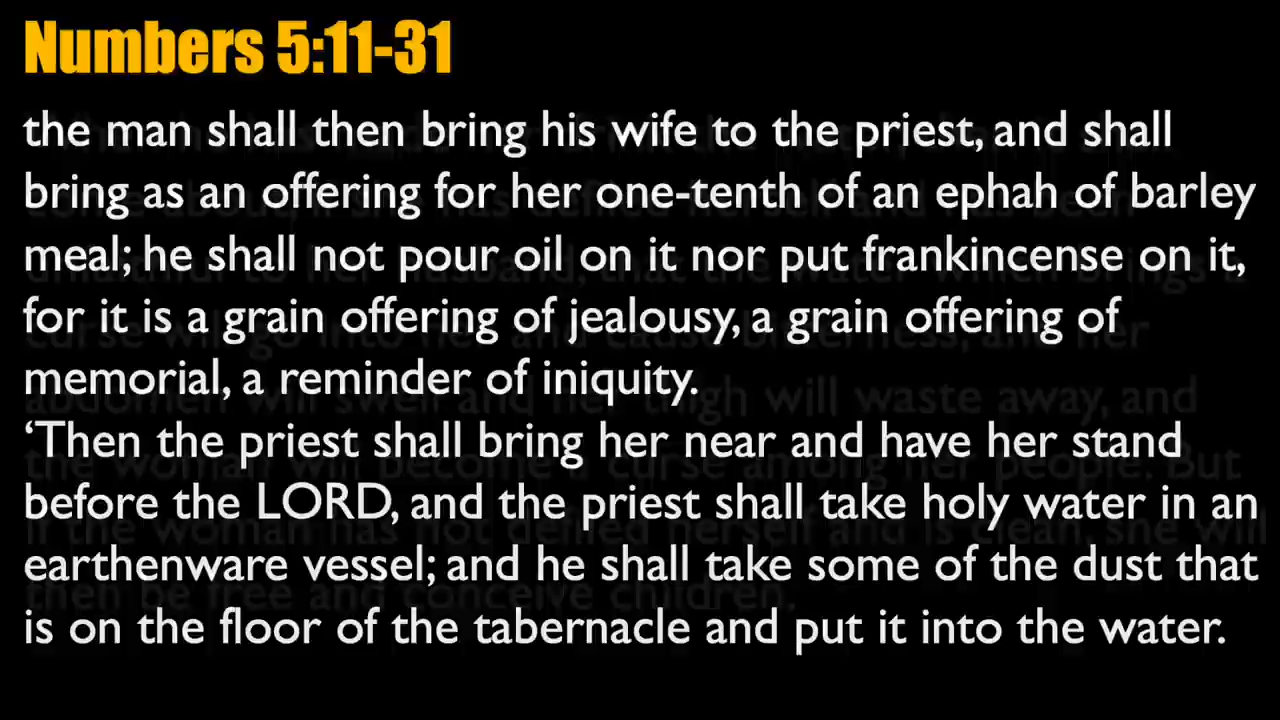 Numbers 5:11-31
the man shall then bring his wife to the priest, and shall
bring as an offering for her one-tenth of an ephah of barley
meal; he shall not pour oil on it nor put frankincense on it,
for it is a grain offering of jealousy, a grain offering of
memorial, a reminder of iniquity.
‘Then the priest shall bring her near and have her stand
before the LORD, and the priest shall take holy water in an
earthenware vessel; and he shall take some of the dust that
is on the floor of the tabernacle and put it into the water.